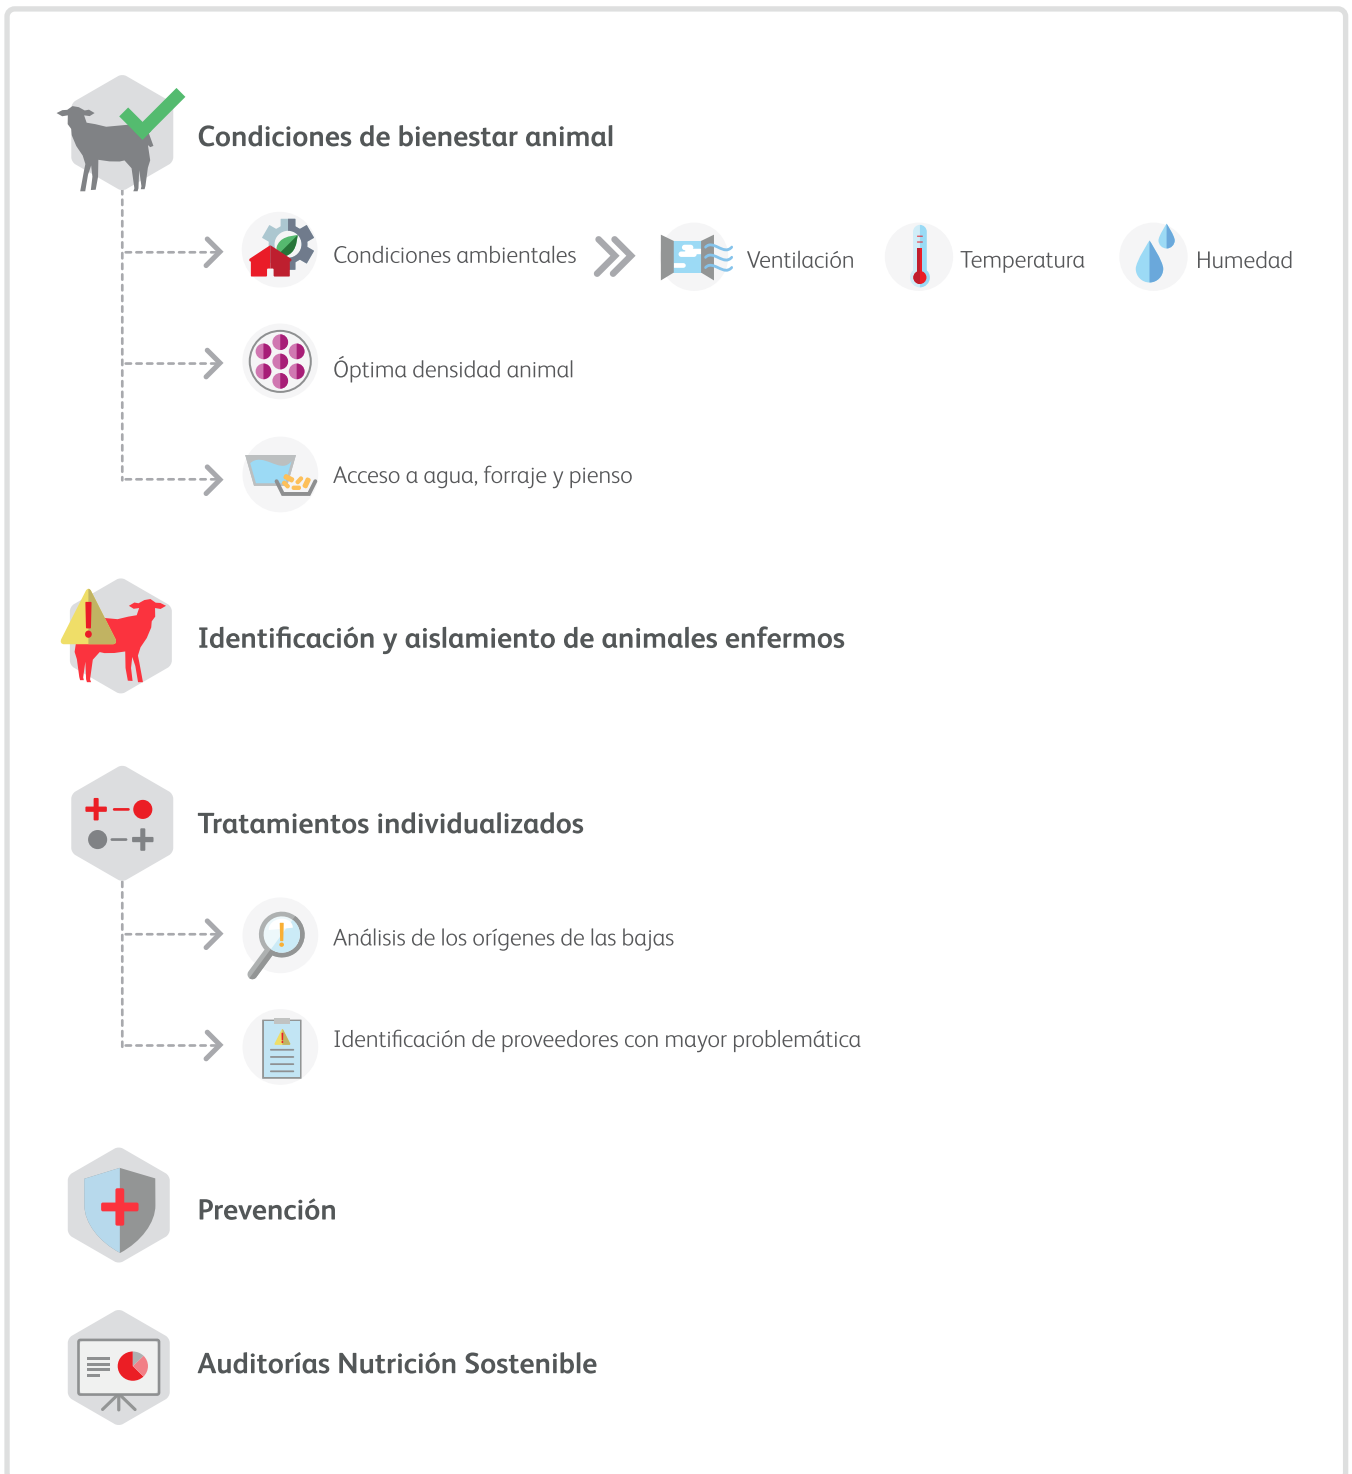 Condiciones de bienestar animal
Condiciones ambientales
Ventilación
Temperatura
Humedad
Óptima densidad animal
Acceso a agua, forraje y pienso
Identificación y aislamiento de animales enfermos
Tratamientos individualizados
Análisis de los orígenes de las bajas
Identificación de proveedores con mayor problemática
Prevención
Auditorías Nutrición Sostenible